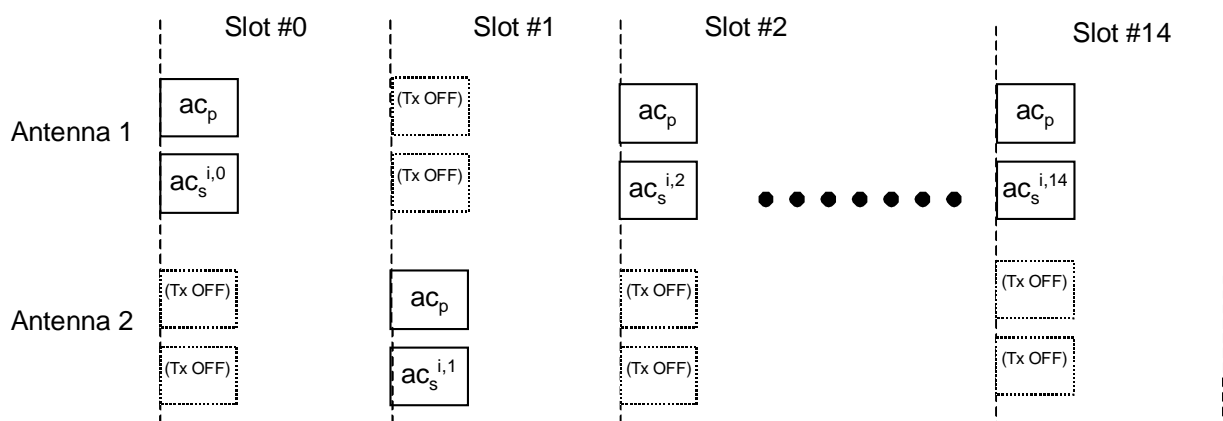 Slot #0 Slot #1 Slot #2 Slot #14
Antenna 1
ac_p (Tx OFF) ac_p ac_p
ac_s^i,0 (Tx OFF) ac_s^i,2 ac_s^i,14
Antenna 2
(Tx OFF) ac_p (Tx OFF) (Tx OFF)
(Tx OFF) ac_s^i,1 (Tx OFF) (Tx OFF)